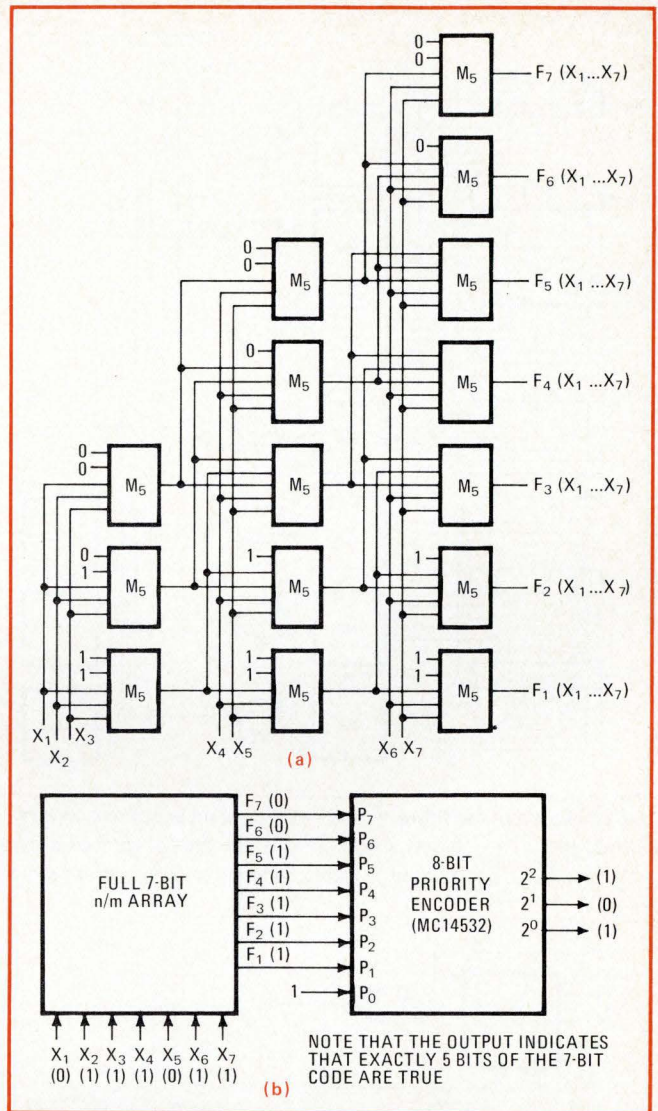 0
0
M5
F7 (X1...X7)
0
M5
F6 (X1 ...X7)
0
0
M5
M5
F5 (X1 ...X7)
0
M5
M5
F4 (X1 ...X7)
0
0
M5
M5
M5
F3 (X1 ...X7)
0
1
M5
1
M5
1
M5
F2 (X1 ...X7)
1
1
M5
1
1
M5
1
1
M5
F1 (X1 ...X7)
X1
X2
X3
X4
X5
X6
X7
(a)
FULL 7-BIT
n/m ARRAY
F7 (0)
F6 (0)
F5 (1)
F4 (1)
F3 (1)
F2 (1)
F1 (1)
1
P7
P6
P5
P4
P3
P2
P1
P0
8-BIT
PRIORITY
ENCODER
(MC14532)
2² (1)
2¹ (0)
2⁰ (1)
X1 X2 X3 X4 X5 X6 X7
(0) (1) (1) (1) (0) (1) (1)
(b)
NOTE THAT THE OUTPUT INDICATES
THAT EXACTLY 5 BITS OF THE 7-BIT
CODE ARE TRUE